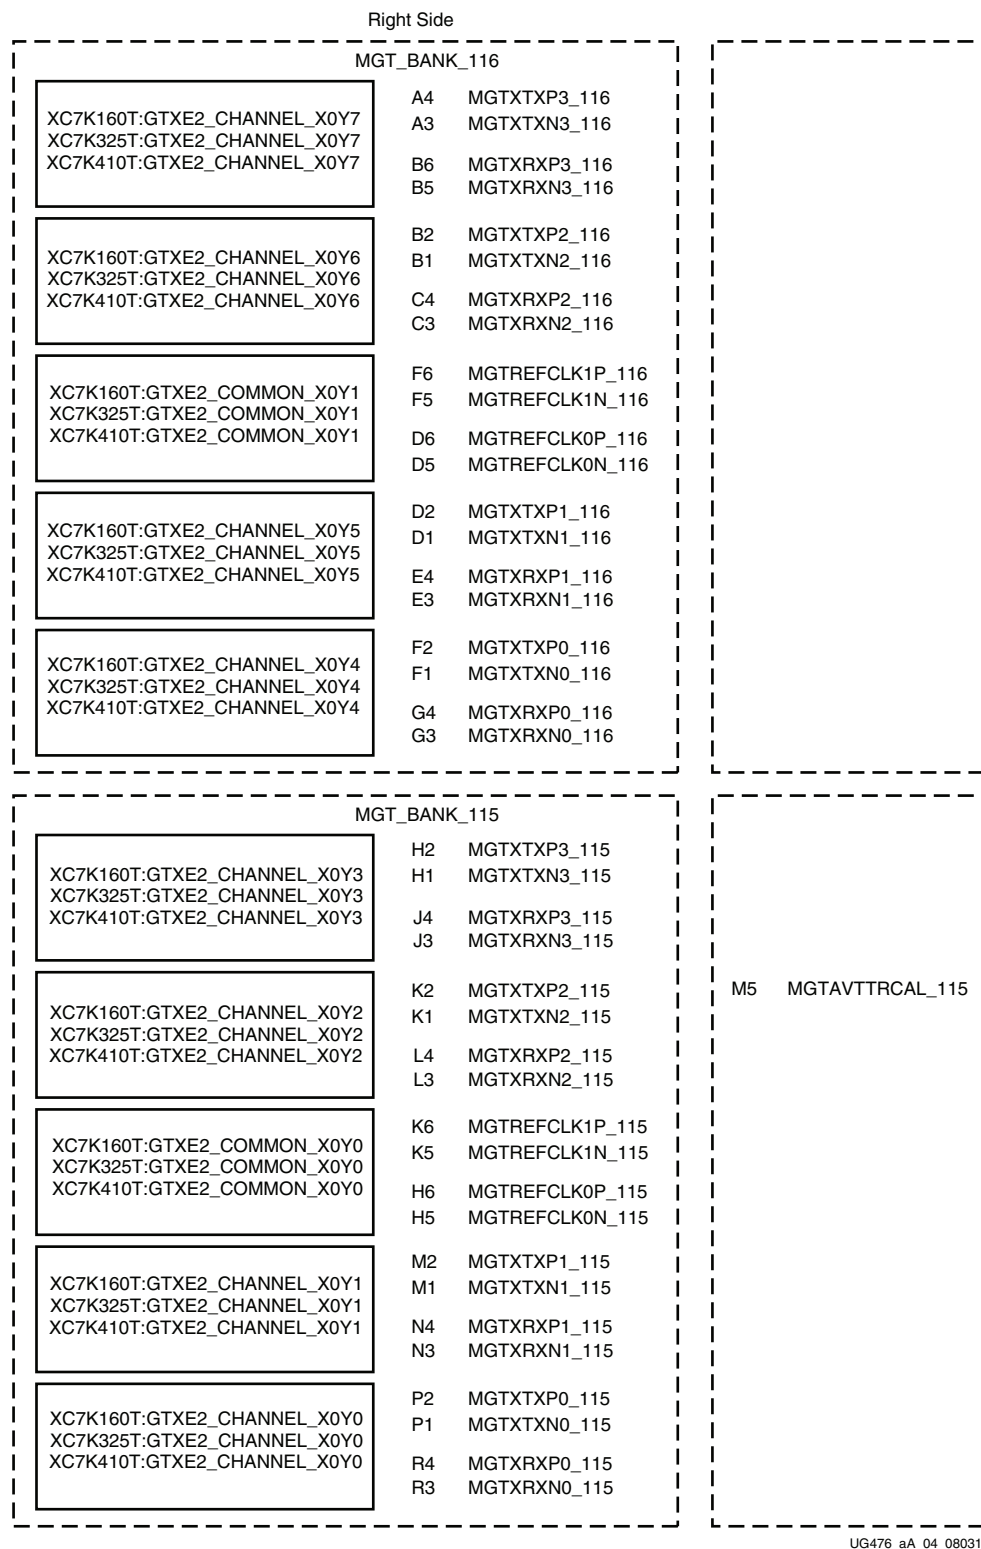 Right Side
MGT_BANK_116
XC7K160T:GTXE2_CHANNEL_X0Y7
XC7K325T:GTXE2_CHANNEL_X0Y7
XC7K410T:GTXE2_CHANNEL_X0Y7
A4 MGTXTXP3_116
A3 MGTXTXN3_116
B6 MGTXRXP3_116
B5 MGTXRXN3_116
XC7K160T:GTXE2_CHANNEL_X0Y6
XC7K325T:GTXE2_CHANNEL_X0Y6
XC7K410T:GTXE2_CHANNEL_X0Y6
B2 MGTXTXP2_116
B1 MGTXTXN2_116
C4 MGTXRXP2_116
C3 MGTXRXN2_116
XC7K160T:GTXE2_COMMON_X0Y1
XC7K325T:GTXE2_COMMON_X0Y1
XC7K410T:GTXE2_COMMON_X0Y1
F6 MGTREFCLK1P_116
F5 MGTREFCLK1N_116
D6 MGTREFCLK0P_116
D5 MGTREFCLK0N_116
XC7K160T:GTXE2_CHANNEL_X0Y5
XC7K325T:GTXE2_CHANNEL_X0Y5
XC7K410T:GTXE2_CHANNEL_X0Y5
D2 MGTXTXP1_116
D1 MGTXTXN1_116
E4 MGTXRXP1_116
E3 MGTXRXN1_116
XC7K160T:GTXE2_CHANNEL_X0Y4
XC7K325T:GTXE2_CHANNEL_X0Y4
XC7K410T:GTXE2_CHANNEL_X0Y4
F2 MGTXTXP0_116
F1 MGTXTXN0_116
G4 MGTXRXP0_116
G3 MGTXRXN0_116
MGT_BANK_115
XC7K160T:GTXE2_CHANNEL_X0Y3
XC7K325T:GTXE2_CHANNEL_X0Y3
XC7K410T:GTXE2_CHANNEL_X0Y3
H2 MGTXTXP3_115
H1 MGTXTXN3_115
J4 MGTXRXP3_115
J3 MGTXRXN3_115
XC7K160T:GTXE2_CHANNEL_X0Y2
XC7K325T:GTXE2_CHANNEL_X0Y2
XC7K410T:GTXE2_CHANNEL_X0Y2
K2 MGTXTXP2_115
K1 MGTXTXN2_115
L4 MGTXRXP2_115
L3 MGTXRXN2_115
M5 MGTAVTTRCAL_115
XC7K160T:GTXE2_COMMON_X0Y0
XC7K325T:GTXE2_COMMON_X0Y0
XC7K410T:GTXE2_COMMON_X0Y0
K6 MGTREFCLK1P_115
K5 MGTREFCLK1N_115
H6 MGTREFCLK0P_115
H5 MGTREFCLK0N_115
XC7K160T:GTXE2_CHANNEL_X0Y1
XC7K325T:GTXE2_CHANNEL_X0Y1
XC7K410T:GTXE2_CHANNEL_X0Y1
M2 MGTXTXP1_115
M1 MGTXTXN1_115
N4 MGTXRXP1_115
N3 MGTXRXN1_115
XC7K160T:GTXE2_CHANNEL_X0Y0
XC7K325T:GTXE2_CHANNEL_X0Y0
XC7K410T:GTXE2_CHANNEL_X0Y0
P2 MGTXTXP0_115
P1 MGTXTXN0_115
R4 MGTXRXP0_115
R3 MGTXRXN0_115
UG476_aA_04_08031